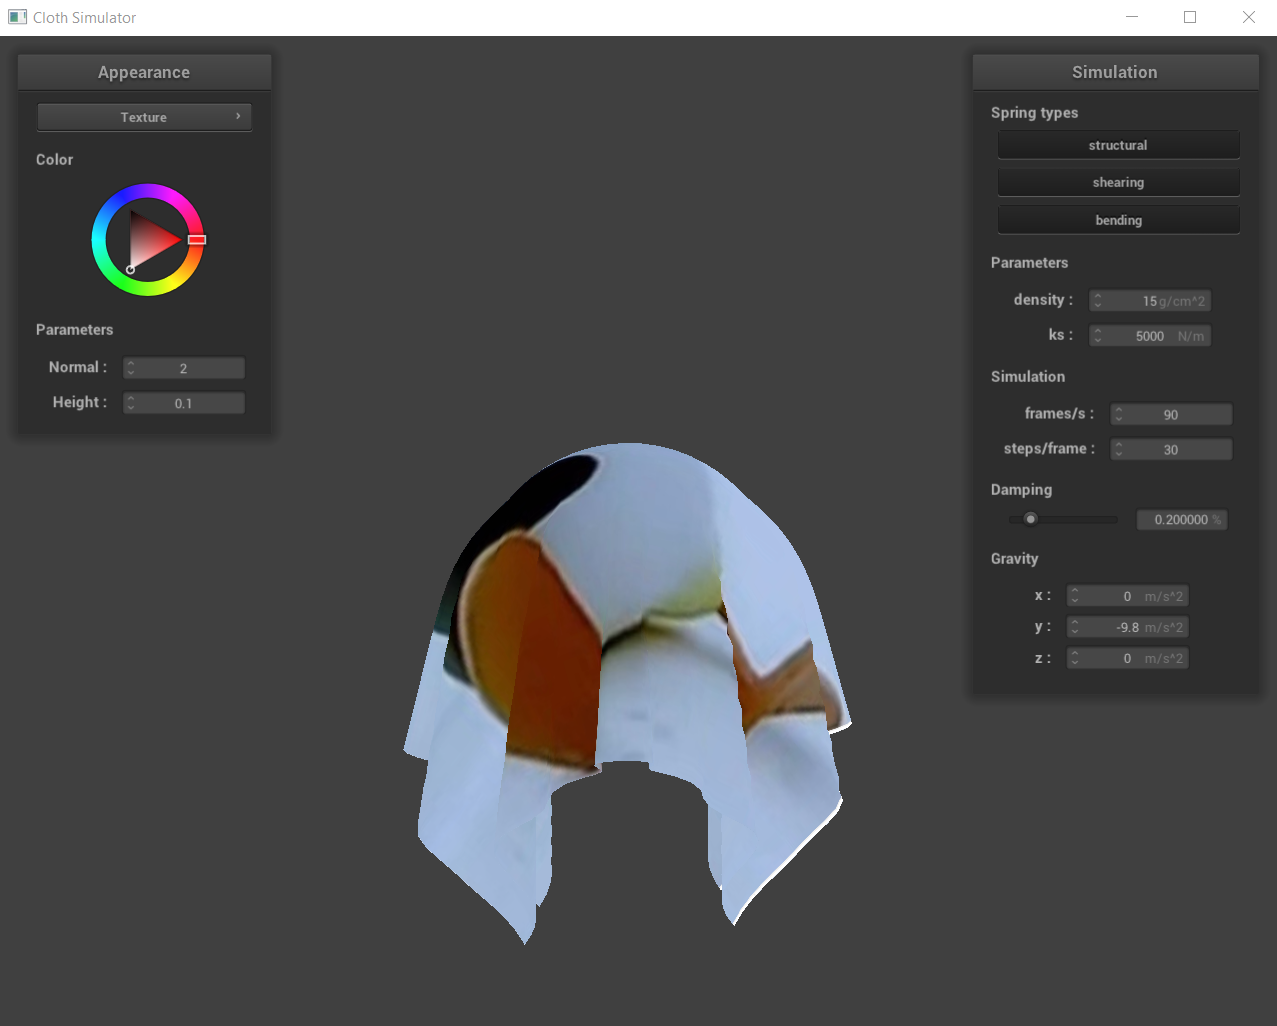 Cloth Simulator
Appearance
Texture
Color
Parameters
Normal :
2
Height :
0.1
Simulation
Spring types
structural
shearing
bending
Parameters
density :
15 g/cm^2
ks :
5000 N/m
Simulation
frames/s :
90
steps/frame :
30
Damping
0.200000 %
Gravity
x :
0 m/s^2
y :
-9.8 m/s^2
z :
0 m/s^2